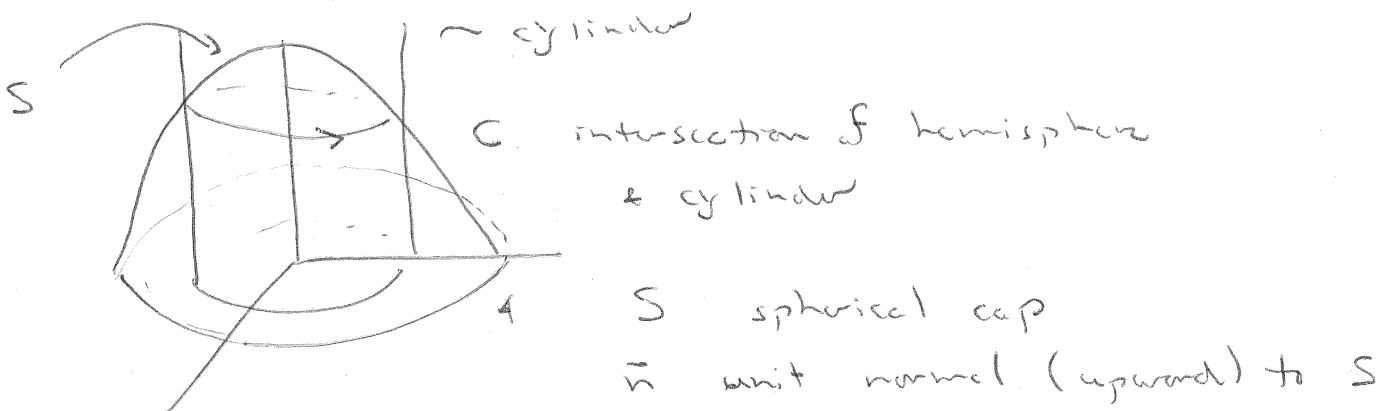 ~ cylinder
S
C intersection of hemisphere
& cylinder
4
S spherical cap
n̄ unit normal (upward) to S